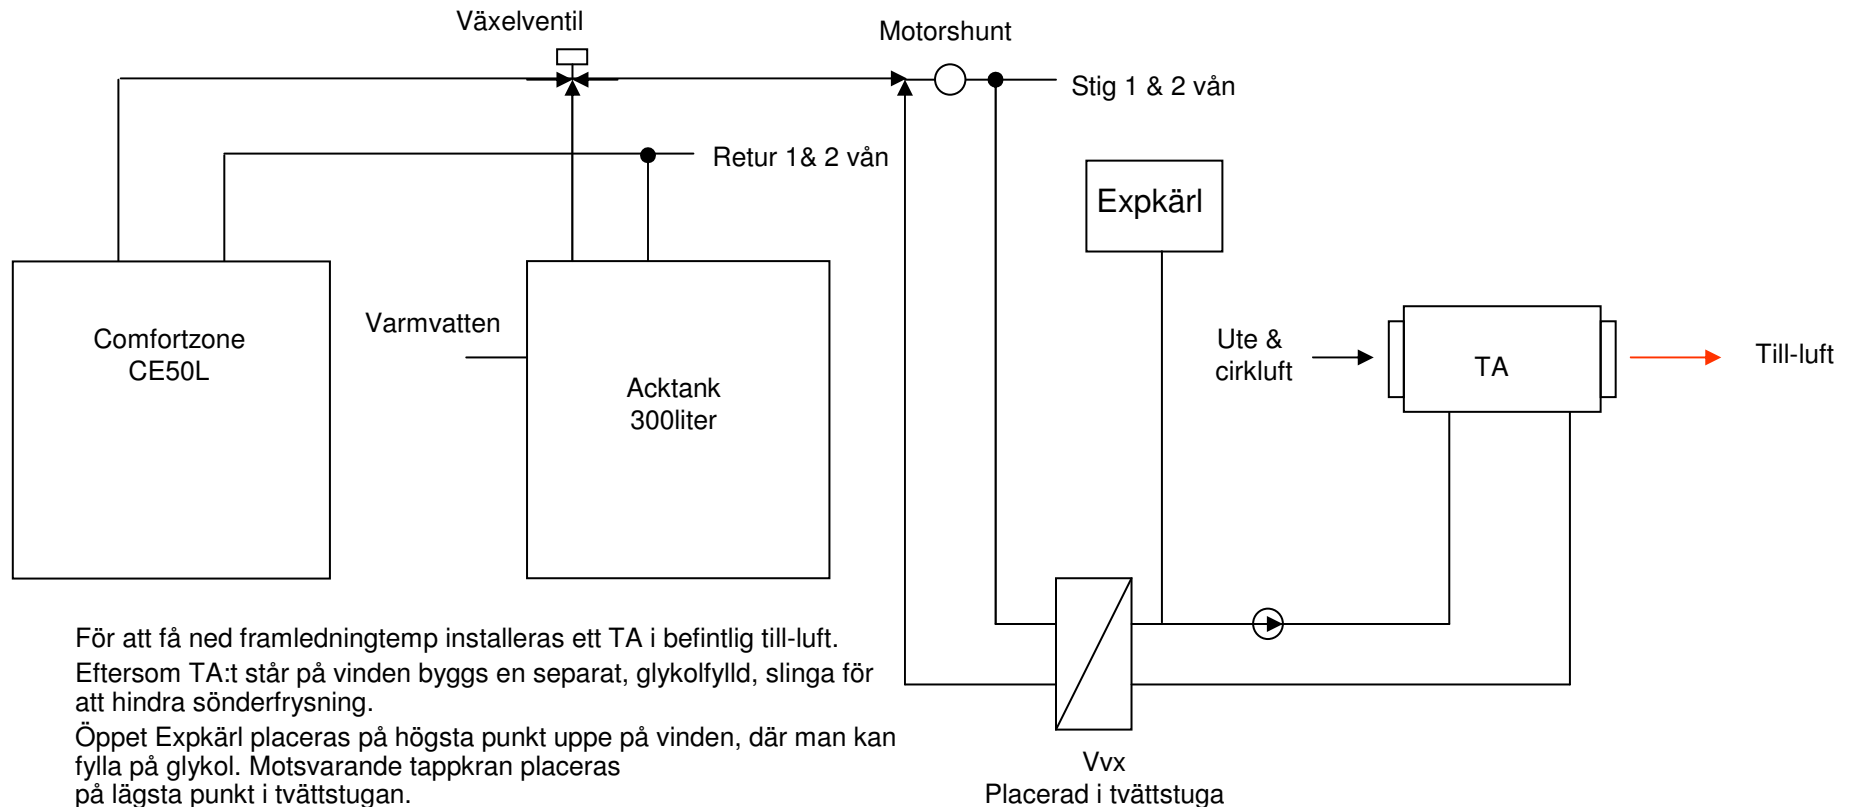 Växelventil
Motorshunt
Stig 1 & 2 vån
Retur 1& 2 vån
Expkärl
Comfortzone
CE50L
Varmvatten
Acktank
300liter
Ute &
cirkluft
TA
Till-luft
För att få ned framledningtemp installeras ett TA i befintlig till-luft.
Eftersom TA:t står på vinden byggs en separat, glykolfylld, slinga för
att hindra sönderfrysning.
Öppet Expkärl placeras på högsta punkt uppe på vinden, där man kan
fylla på glykol. Motsvarande tappkran placeras
på lägsta punkt i tvättstugan.
Vvx
Placerad i tvättstuga